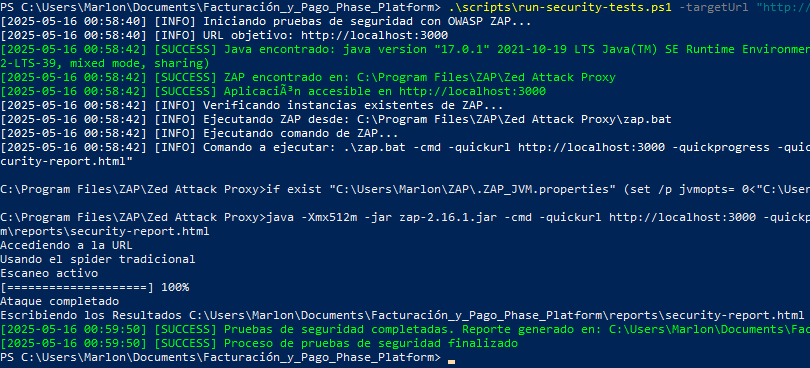 PS C:\Users\Marlon\Documents\Facturación_y_Pago_Phase_Platform> .\scripts\run-security-tests.ps1 -targetUrl "http://
[2025-05-16 00:58:40] [INFO] Iniciando pruebas de seguridad con OWASP ZAP...
[2025-05-16 00:58:40] [INFO] URL objetivo: http://localhost:3000
[2025-05-16 00:58:42] [SUCCESS] Java encontrado: java version "17.0.1" 2021-10-19 LTS Java(TM) SE Runtime Environmen
2-LTS-39, mixed mode, sharing)
[2025-05-16 00:58:42] [SUCCESS] ZAP encontrado en: C:\Program Files\ZAP\Zed Attack Proxy
[2025-05-16 00:58:42] [SUCCESS] AplicaciÃ³n accesible en http://localhost:3000
[2025-05-16 00:58:42] [INFO] Verificando instancias existentes de ZAP...
[2025-05-16 00:58:42] [INFO] Ejecutando ZAP desde: C:\Program Files\ZAP\Zed Attack Proxy\zap.bat
[2025-05-16 00:58:42] [INFO] Ejecutando comando de ZAP...
[2025-05-16 00:58:42] [INFO] Comando a ejecutar: .\zap.bat -cmd -quickurl http://localhost:3000 -quickprogress -quic
curity-report.html"
C:\Program Files\ZAP\Zed Attack Proxy>if exist "C:\Users\Marlon\ZAP\.ZAP_JVM.properties" (set /p jvmopts= 0<"C:\User
C:\Program Files\ZAP\Zed Attack Proxy>java -Xmx512m -jar zap-2.16.1.jar -cmd -quickurl http://localhost:3000 -quickp
m\reports\security-report.html
Accediendo a la URL
Usando el spider tradicional
Escaneo activo
[====================] 100%
Ataque completado
Escribiendo los Resultados C:\Users\Marlon\Documents\Facturación_y_Pago_Phase_Platform\reports\security-report.html
[2025-05-16 00:59:50] [SUCCESS] Pruebas de seguridad completadas. Reporte generado en: C:\Users\Marlon\Documents\Fac
[2025-05-16 00:59:50] [SUCCESS] Proceso de pruebas de seguridad finalizado
PS C:\Users\Marlon\Documents\Facturación_y_Pago_Phase_Platform>